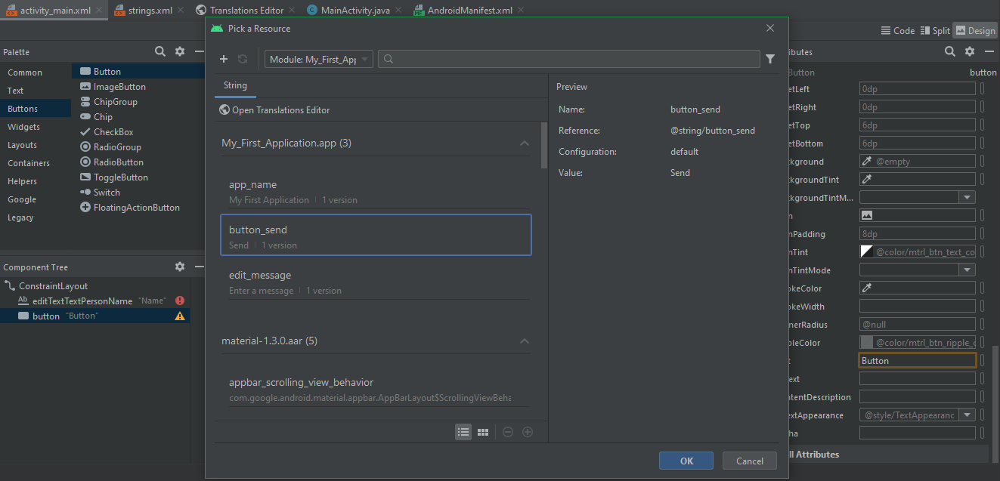 activity_main.xml
strings.xml
Translations Editor
MainActivity.java
AndroidManifest.xml
Pick a Resource
Code
Split
Design
Palette
Common
Text
Buttons
Widgets
Layouts
Containers
Helpers
Google
Legacy
Button
ImageButton
ChipGroup
Chip
CheckBox
RadioGroup
RadioButton
ToggleButton
Switch
FloatingActionButton
Component Tree
ConstraintLayout
Ab editTextTextPersonName "Name"
button "Button"
Module: My_First_App
String
Open Translations Editor
My_First_Application.app (3)
app_name
My First Application | 1 version
button_send
Send | 1 version
edit_message
Enter a message | 1 version
material-1.3.0.aar (5)
appbar_scrolling_view_behavior
com.google.android.material.appbar.AppBarLayout$ScrollingViewBeha
Preview
Name: button_send
Reference: @string/button_send
Configuration: default
Value: Send
OK
Cancel
ibutes
Button button
etLeft 0dp
etRight 0dp
etTop 6dp
etBottom 6dp
kground @empty
kgroundTint
kgroundTintM...
n
nPadding 8dp
nTint @color/mtrl_btn_text_co
nTintMode
okeColor
okeWidth
nerRadius @null
pleColor @color/mtrl_btn_ripple_c
t Button
ext
ntentDescription
extAppearance @style/TextAppearanc
ha
ll Attributes